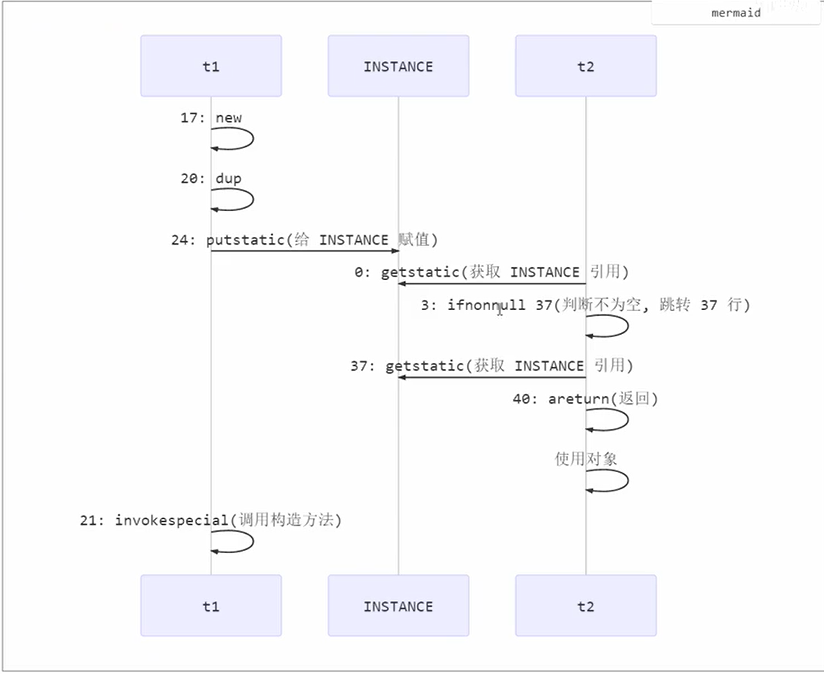 mermaid
t1
INSTANCE
t2
17: new
20: dup
24: putstatic(给 INSTANCE 赋值)
0: getstatic(获取 INSTANCE 引用)
3: ifnonnull 37(判断不为空, 跳转 37 行)
37: getstatic(获取 INSTANCE 引用)
40: areturn(返回)
使用对象
21: invokespecial(调用构造方法)
t1
INSTANCE
t2